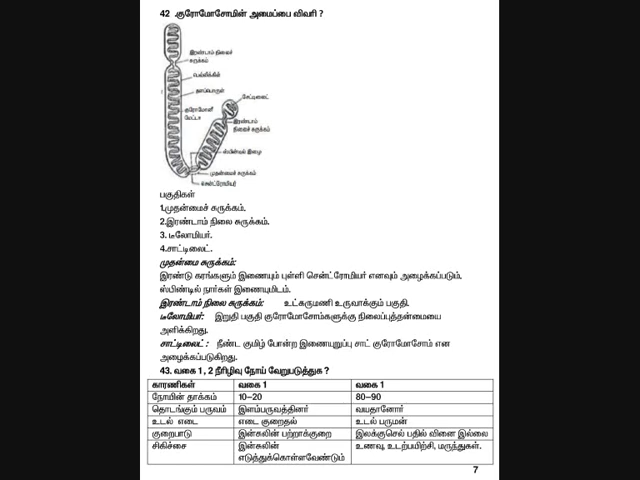 42 .குரோமோசோமின் அமைப்பை விவரி ?
இரண்டாம் நிலைச்
சுருக்கம்
பெல்லிக்கிள்
தளப்பொருள்
குரோமோனீ
மேட்டா
சேட்டிலைட்
இரண்டாம்
நிலைச் சுருக்கம்
ஸ்பின்டில் இழை
முதன்மைச் சுருக்கம்
சென்ட்ரோமியர்
பகுதிகள்
1.முதன்மைச் சுருக்கம்.
2.இரண்டாம் நிலை சுருக்கம்.
3. டீலோமியர்.
4.சாட்டிலைட்.
முதன்மை சுருக்கம்:
இரண்டு கரங்களும் இணையும் புள்ளி சென்ட்ரோமியர் எனவும் அழைக்கப்படும்.
ஸ்பிண்டில் நார்கள் இணையுமிடம்.
இரண்டாம் நிலை சுருக்கம்: உட்கருமணி உருவாக்கும் பகுதி.
டீலோமியர்: இறுதி பகுதி குரோமோசோம்களுக்கு நிலைப்புத்தன்மையை
அளிக்கிறது.
சாட்டிலைட் : நீண்ட குமிழ் போன்ற இணையுறுப்பு சாட் குரோமோசோம் என
அழைக்கப்படுகிறது.
43. வகை 1, 2 நீரிழிவு நோய் வேறுபடுத்துக ?
காரணிகள் வகை 1 வகை 1
நோயின் தாக்கம் 10–20 80–90
தொடங்கும் பருவம் இளம்பருவத்தினர் வயதானோர்
உடல் எடை எடை குறைதல் உடல் பருமன்
குறைபாடு இன்சுலின் பற்றாக்குறை இலக்குசெல் பதில் வினை இல்லை
சிகிச்சை இன்சுலின் உணவு, உடற்பயிற்சி, மருந்துகள்.
எடுத்துக்கொள்ளவேண்டும்
7